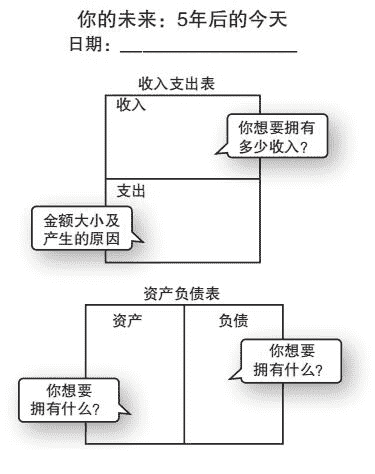 你的未来：5年后的今天
日期：____________________
收入支出表
收入
你想要拥有
多少收入？
支出
金额大小及
产生的原因
资产负债表
资产
负债
你想要
拥有什么？
你想要
拥有什么？